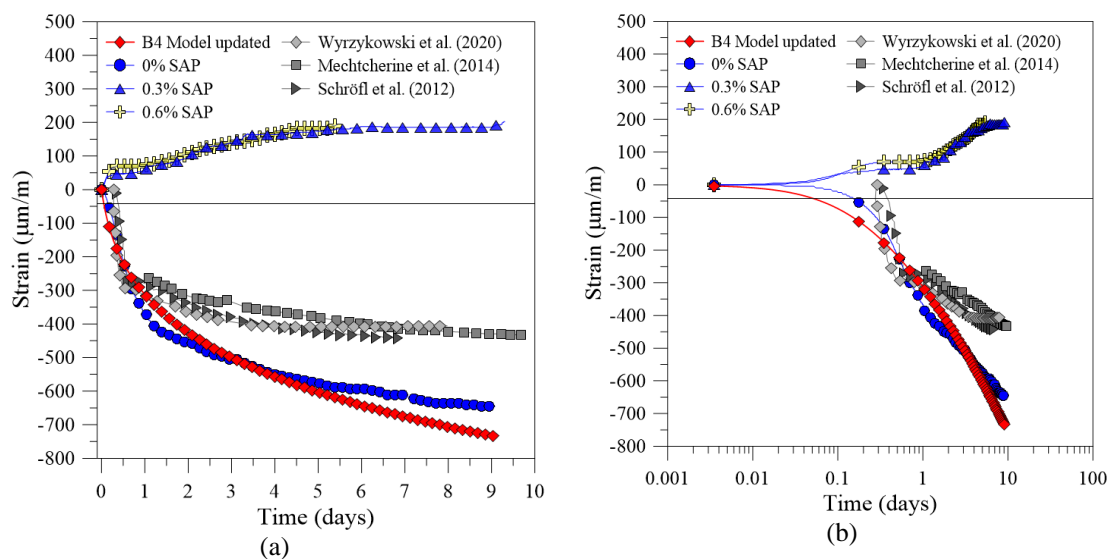 500
400
300
200
100
0
-100
-200
-300
-400
-500
-600
-700
-800
Strain (µm/m)
B4 Model updated
0% SAP
0.3% SAP
0.6% SAP
Wyrzykowski et al. (2020)
Mechtcherine et al. (2014)
Schröfl et al. (2012)
0 1 2 3 4 5 6 7 8 9 10
Time (days)
(a)
500
400
300
200
100
0
-100
-200
-300
-400
-500
-600
-700
-800
Strain (µm/m)
B4 Model updated
0% SAP
0.3% SAP
0.6% SAP
Wyrzykowski et al. (2020)
Mechtcherine et al. (2014)
Schröfl et al. (2012)
0.001 0.01 0.1 1 10 100
Time (days)
(b)